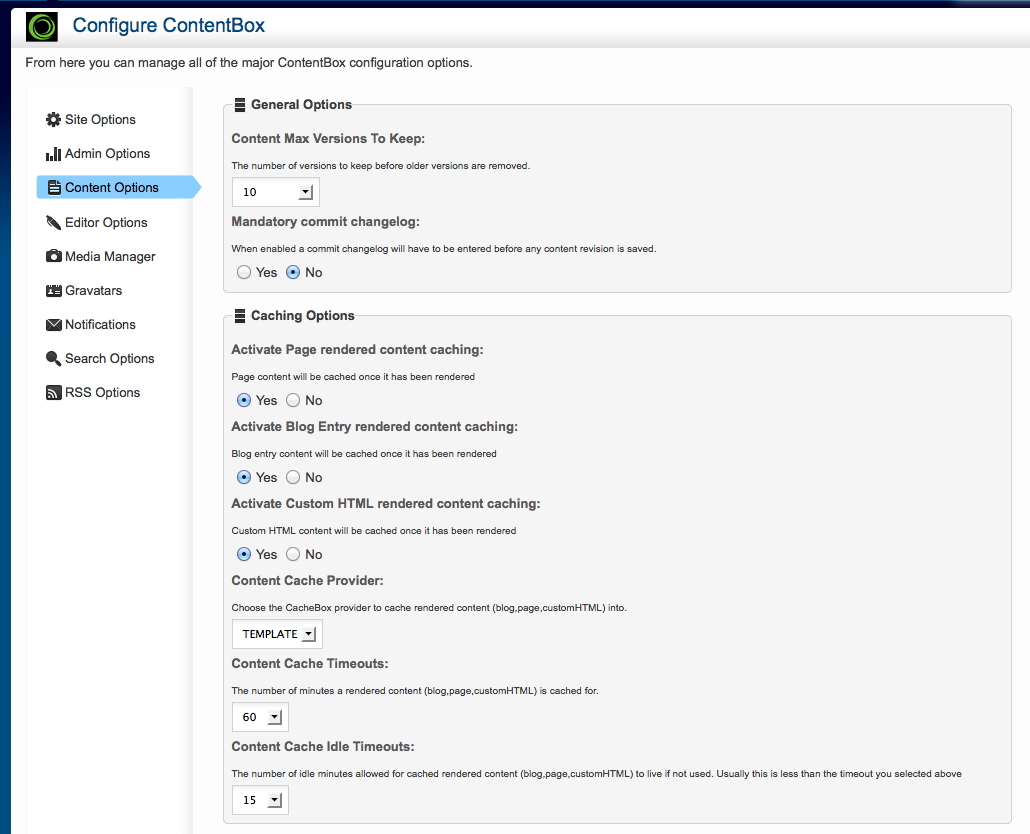 Configure ContentBox
From here you can manage all of the major ContentBox configuration options.
Site Options
Admin Options
Content Options
Editor Options
Media Manager
Gravatars
Notifications
Search Options
RSS Options
General Options
Content Max Versions To Keep:
The number of versions to keep before older versions are removed.
10
Mandatory commit changelog:
When enabled a commit changelog will have to be entered before any content revision is saved.
Yes No
Caching Options
Activate Page rendered content caching:
Page content will be cached once it has been rendered
Yes No
Activate Blog Entry rendered content caching:
Blog entry content will be cached once it has been rendered
Yes No
Activate Custom HTML rendered content caching:
Custom HTML content will be cached once it has been rendered
Yes No
Content Cache Provider:
Choose the CacheBox provider to cache rendered content (blog,page,customHTML) into.
TEMPLATE
Content Cache Timeouts:
The number of minutes a rendered content (blog,page,customHTML) is cached for.
60
Content Cache Idle Timeouts:
The number of idle minutes allowed for cached rendered content (blog,page,customHTML) to live if not used. Usually this is less than the timeout you selected above
15